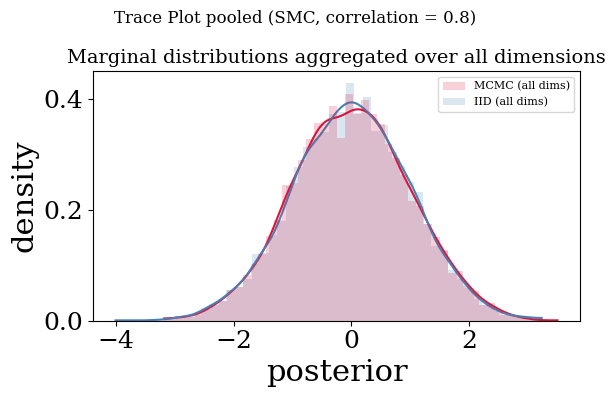 Trace Plot pooled (SMC, correlation = 0.8)
Marginal distributions aggregated over all dimensions
MCMC (all dims)
IID (all dims)
density
0.4
0.2
0.0
−4
−2
0
2
posterior